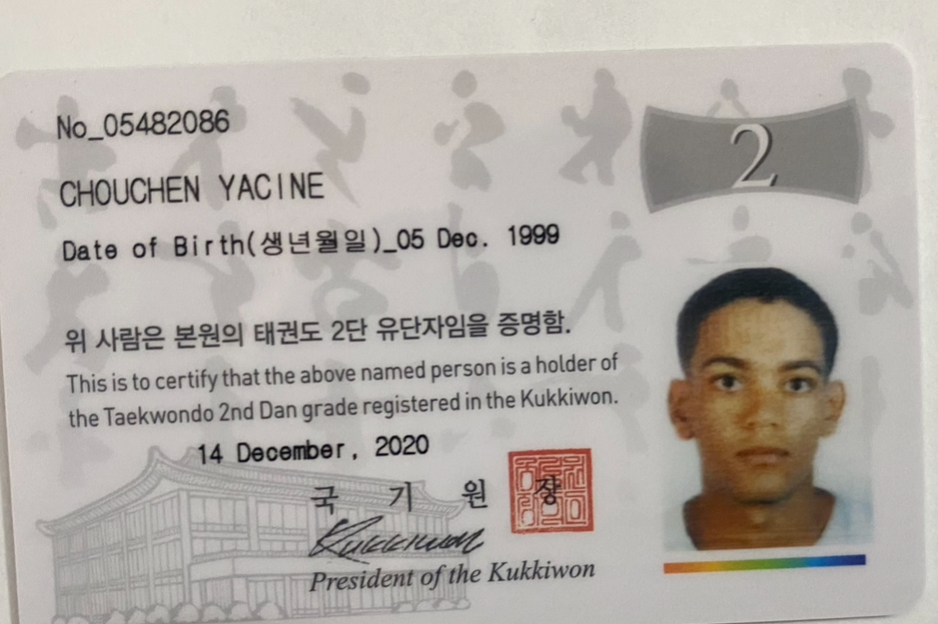 No_05482086
2
CHOUCHEN YACINE
Date of Birth(생년월일)_05 Dec. 1999
위 사람은 본원의 태권도 2단 유단자임을 증명함.
This is to certify that the above named person is a holder of
the Taekwondo 2nd Dan grade registered in the Kukkiwon.
14 December, 2020
국 기 원 장
Kukkiwon
President of the Kukkiwon